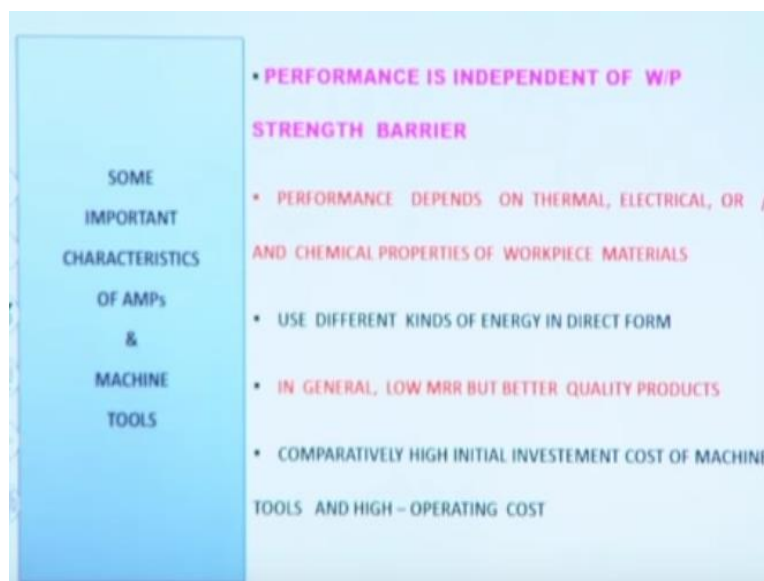 SOME
IMPORTANT
CHARACTERISTICS
OF AMPs
&
MACHINE
TOOLS
• PERFORMANCE IS INDEPENDENT OF W/P
STRENGTH BARRIER
• PERFORMANCE DEPENDS ON THERMAL, ELECTRICAL, OR /
AND CHEMICAL PROPERTIES OF WORKPIECE MATERIALS
• USE DIFFERENT KINDS OF ENERGY IN DIRECT FORM
• IN GENERAL, LOW MRR BUT BETTER QUALITY PRODUCTS
• COMPARATIVELY HIGH INITIAL INVESTEMENT COST OF MACHINE
TOOLS AND HIGH – OPERATING COST